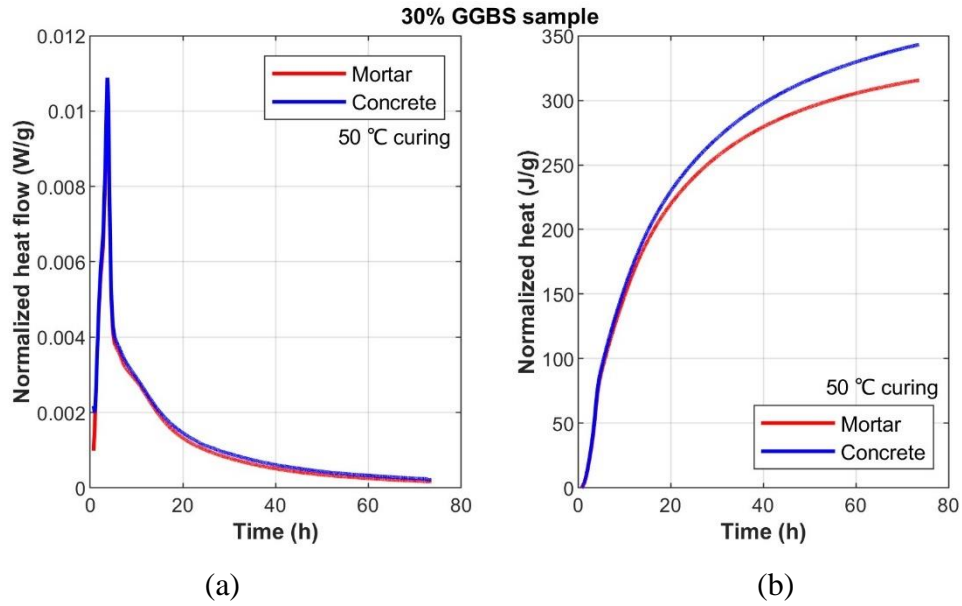 30% GGBS sample
Normalized heat flow (W/g)
0.012
0.01
0.008
0.006
0.004
0.002
0
Mortar
Concrete
50 ℃ curing
0 20 40 60 80
Time (h)
(a)
Normalized heat (J/g)
350
300
250
200
150
100
50
0
50 ℃ curing
Mortar
Concrete
0 20 40 60 80
Time (h)
(b)